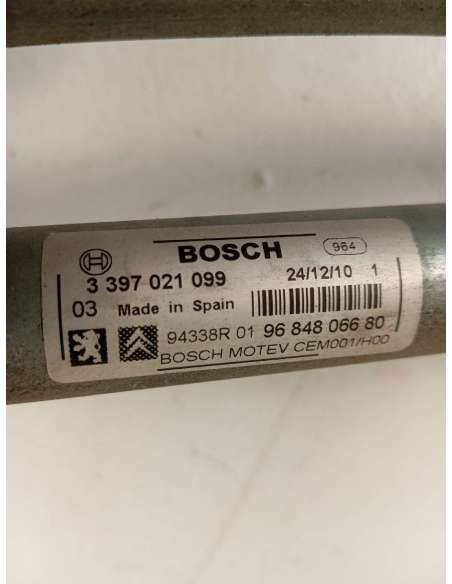 BOSCH 964
3 397 021 099 24/12/10 1
03 Made in Spain
94338R 01 96 848 066 80
BOSCH MOTEV CEM001/H00